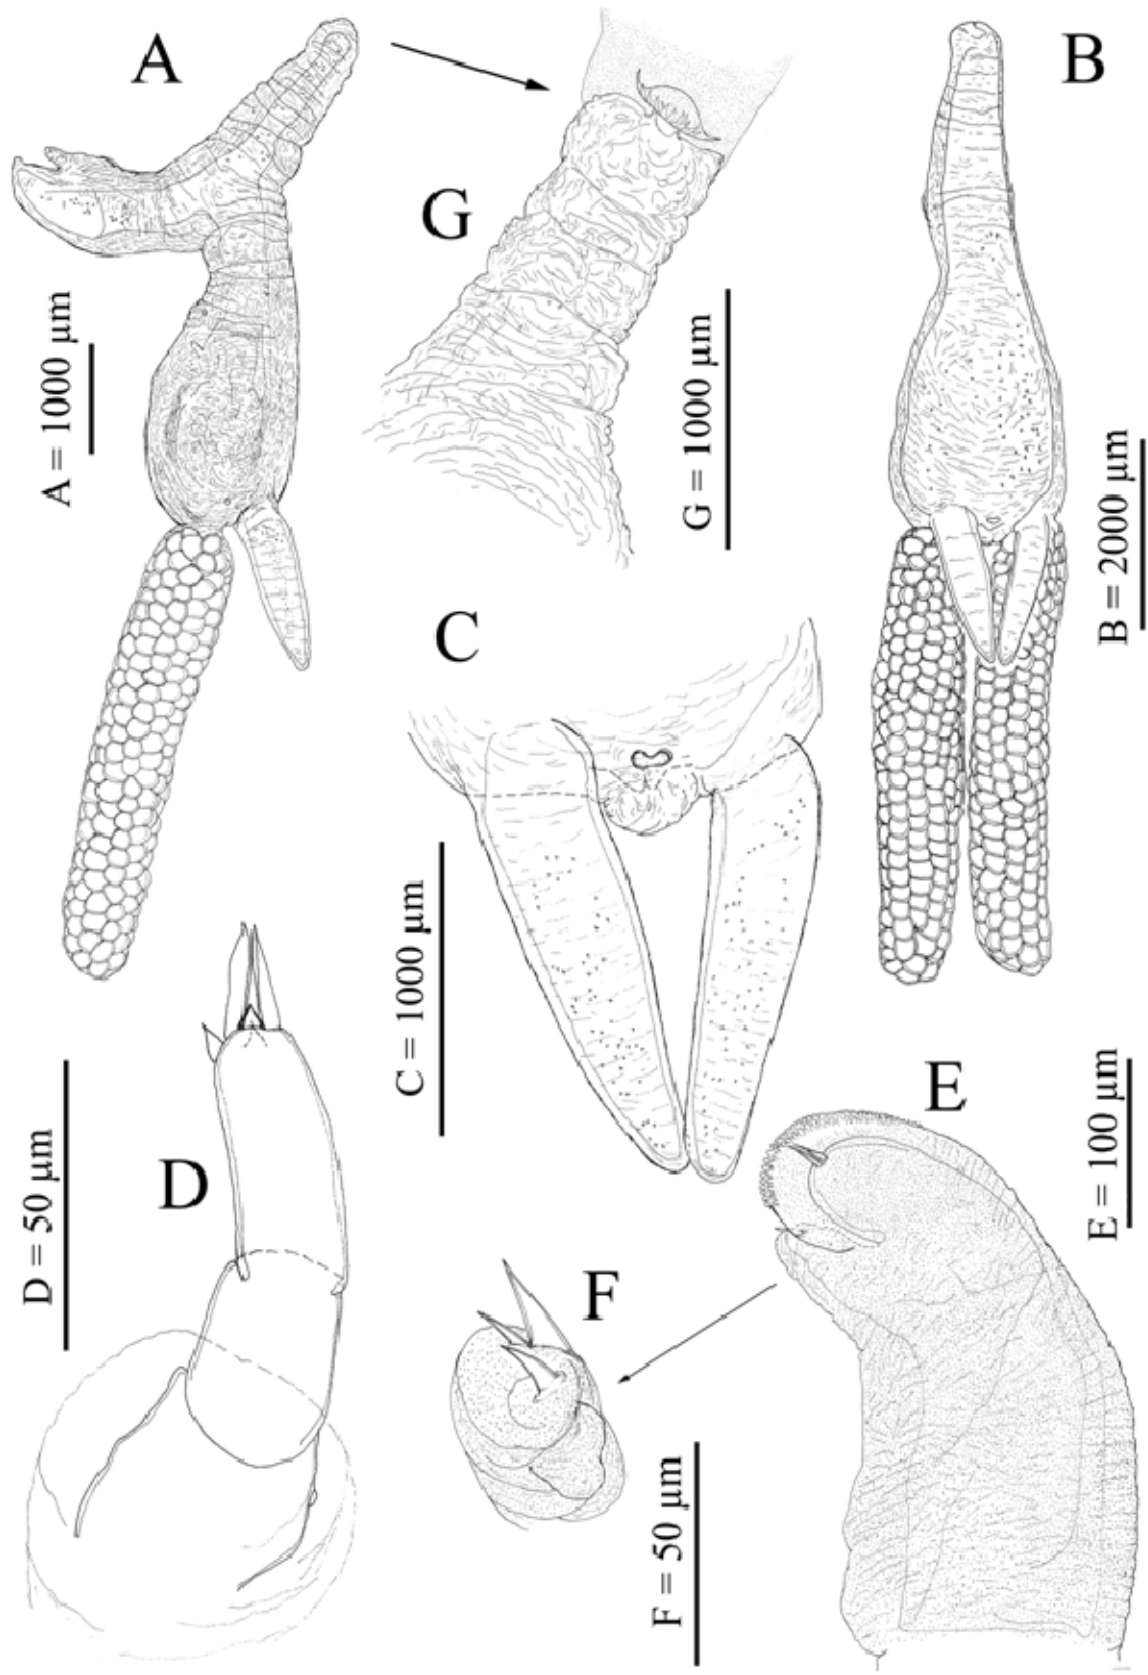 A
B
G
A = 1000 µm
G = 1000 µm
B = 2000 µm
C
C = 1000 µm
D
D = 50 µm
E
E = 100 µm
F
F = 50 µm